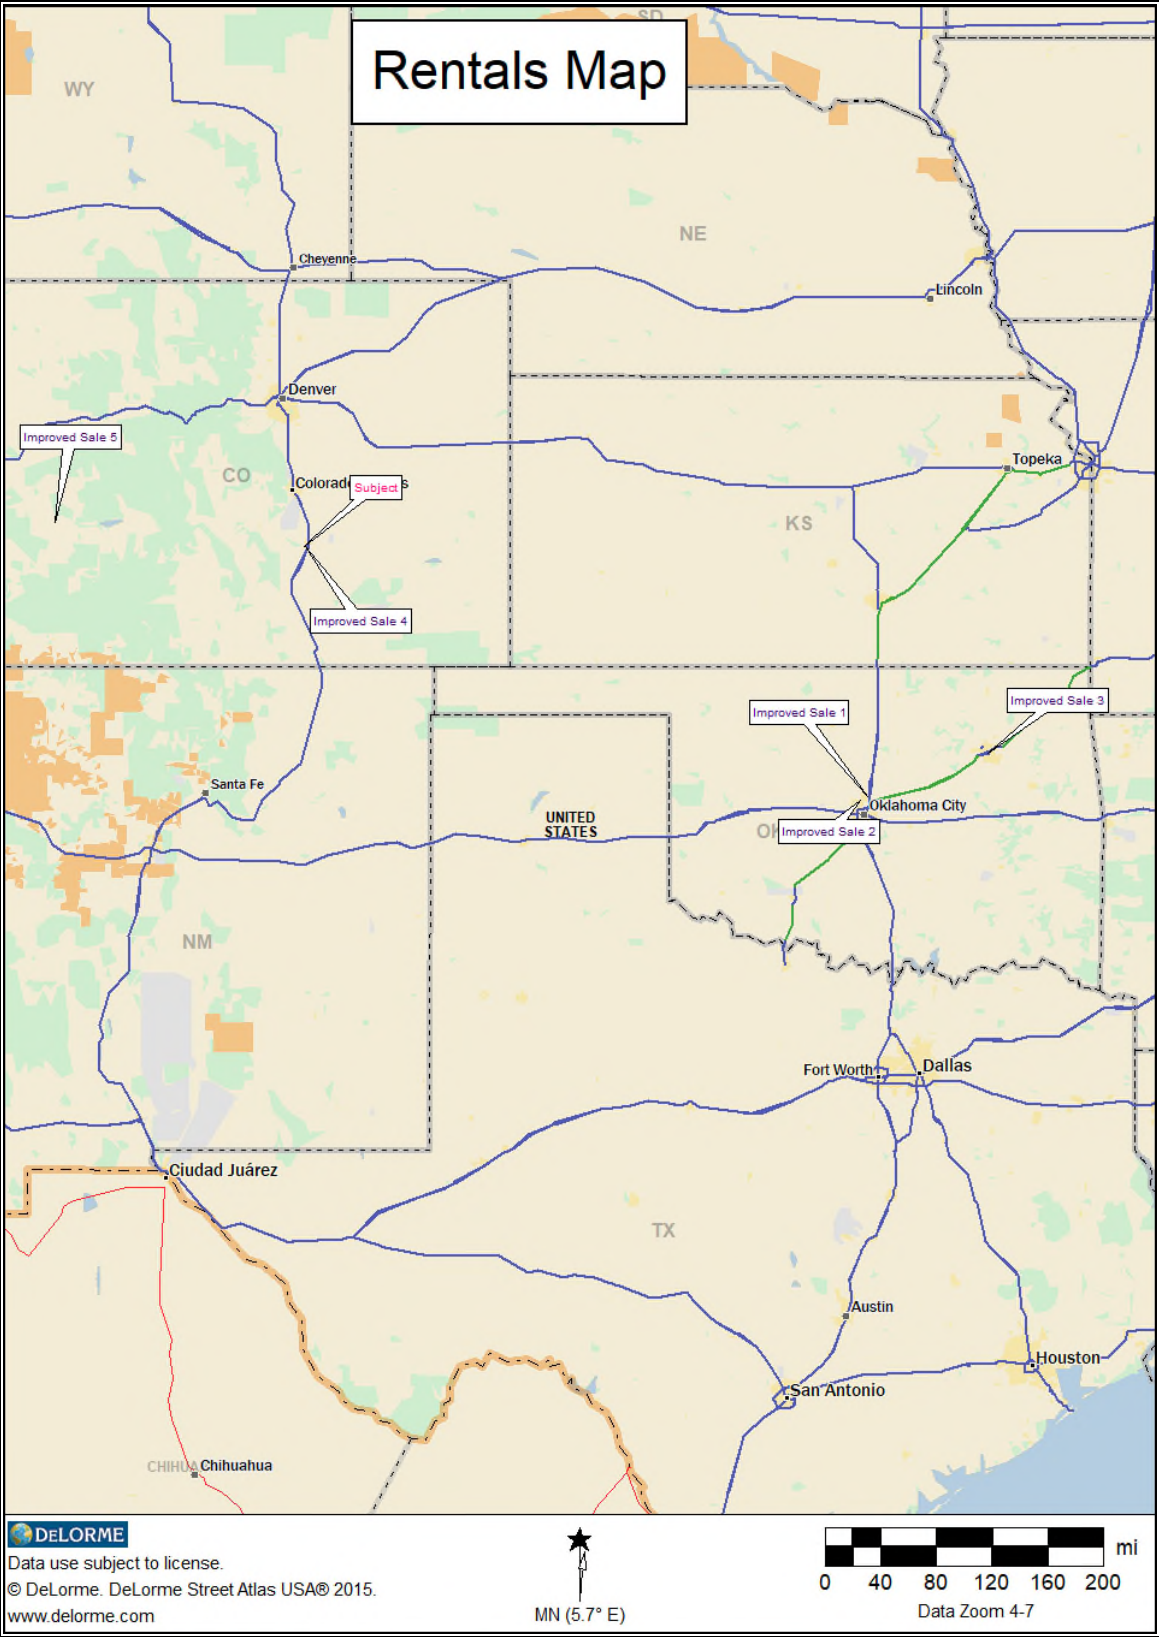 SD
Rentals Map
WY
NE
Cheyenne
Lincoln
Denver
Improved Sale 5
Topeka
CO
Colorado
s
Subject
KS
Improved Sale 4
Improved Sale 3
Improved Sale 1
Santa Fe
Oklahoma City
UNITED
STATES
OK
Improved Sale 2
NM
Fort Worth
Dallas
Ciudad Juárez
TX
Austin
Houston
San Antonio
CHIHUA
Chihuahua
DELORME
Data use subject to license.
© DeLorme. DeLorme Street Atlas USA® 2015.
www.delorme.com
MN (5.7° E)
mi
0 40 80 120 160 200
Data Zoom 4-7